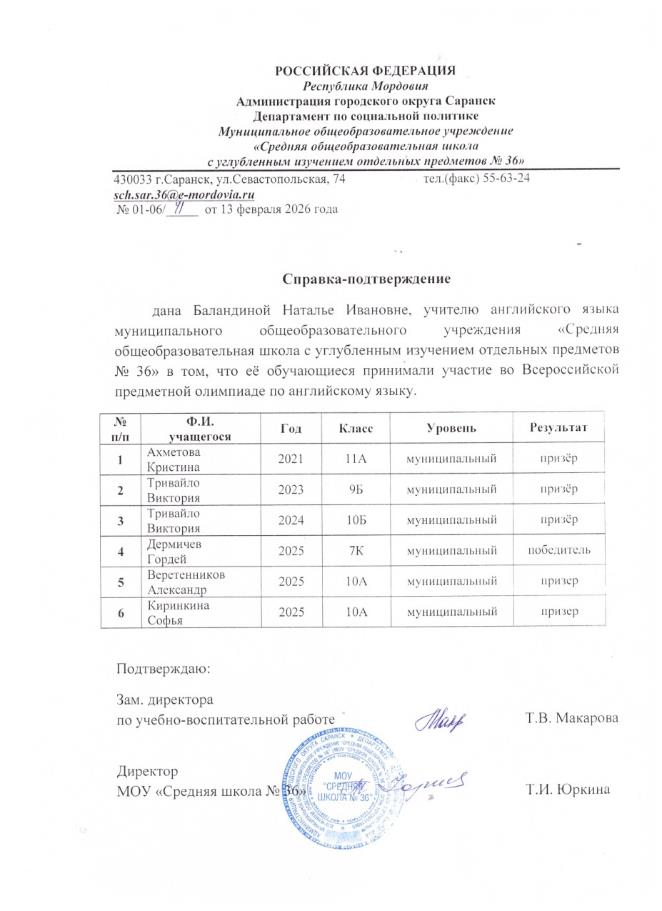 РОССИЙСКАЯ ФЕДЕРАЦИЯ
Республика Мордовия
Администрация городского округа Саранск
Департамент по социальной политике
Муниципальное общеобразовательное учреждение
«Средняя общеобразовательная школа
с углубленным изучением отдельных предметов № 36»
430033 г.Саранск, ул.Севастопольская, 74 тел.(факс) 55-63-24
sch.sar.36@e-mordovia.ru
№ 01-06/ от 13 февраля 2026 года
Справка-подтверждение
дана Баландиной Наталье Ивановне, учителю английского языка
муниципального общеобразовательного учреждения «Средняя
общеобразовательная школа с углубленным изучением отдельных предметов
№ 36» в том, что её обучающиеся принимали участие во Всероссийской
предметной олимпиаде по английскому языку.
№ п/п Ф.И. учащегося Год Класс Уровень Результат
1 Ахметова Кристина 2021 11А муниципальный призёр
2 Тривайло Виктория 2023 9Б муниципальный призёр
3 Тривайло Виктория 2024 10Б муниципальный призёр
4 Дермичев Гордей 2025 7К муниципальный победитель
5 Веретенников Александр 2025 10А муниципальный призер
6 Киринкина Софья 2025 10А муниципальный призер
Подтверждаю:
Зам. директора
по учебно-воспитательной работе Т.В. Макарова
Директор
МОУ «Средняя школа № 36» Т.И. Юркина
МОУ
"СРЕДНЯЯ
ШКОЛА № 36"